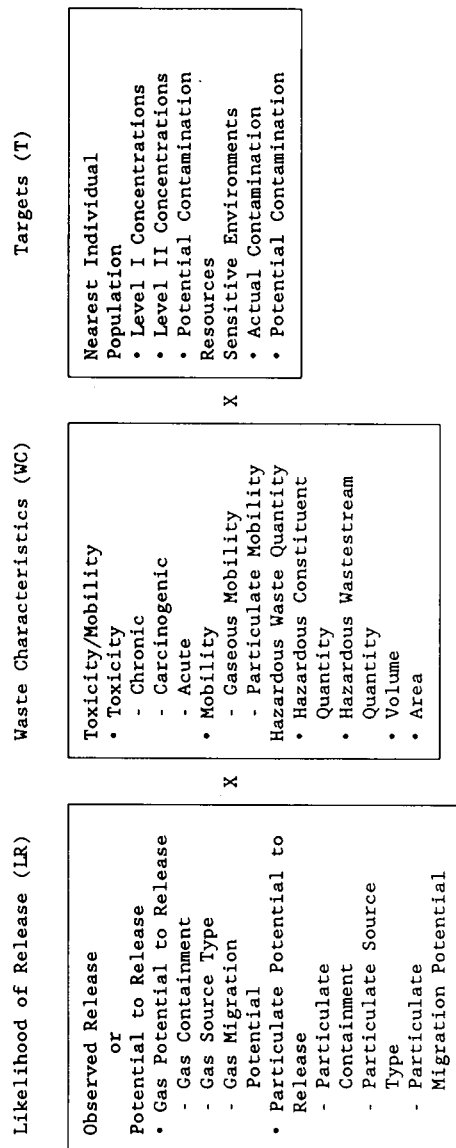 Likelihood of Release (LR)
Observed Release
or
Potential to Release
• Gas Potential to Release
- Gas Containment
- Gas Source Type
- Gas Migration
Potential
• Particulate Potential to
Release
- Particulate
Containment
- Particulate Source
Type
- Particulate
Migration Potential
X
Waste Characteristics (WC)
Toxicity/Mobility
• Toxicity
- Chronic
- Carcinogenic
- Acute
• Mobility
- Gaseous Mobility
- Particulate Mobility
Hazardous Waste Quantity
• Hazardous Constituent
Quantity
• Hazardous Wastestream
Quantity
• Volume
• Area
X
Targets (T)
Nearest Individual
Population
• Level I Concentrations
• Level II Concentrations
• Potential Contamination
Resources
Sensitive Environments
• Actual Contamination
• Potential Contamination